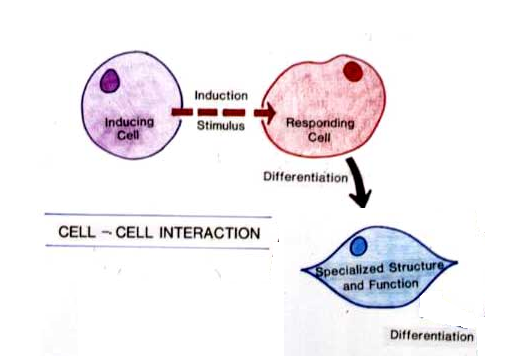 Inducing
Cell
Induction
Stimulus
Responding
Cell
Differentiation
CELL - CELL INTERACTION
Specialized Structure
and Function
Differentiation